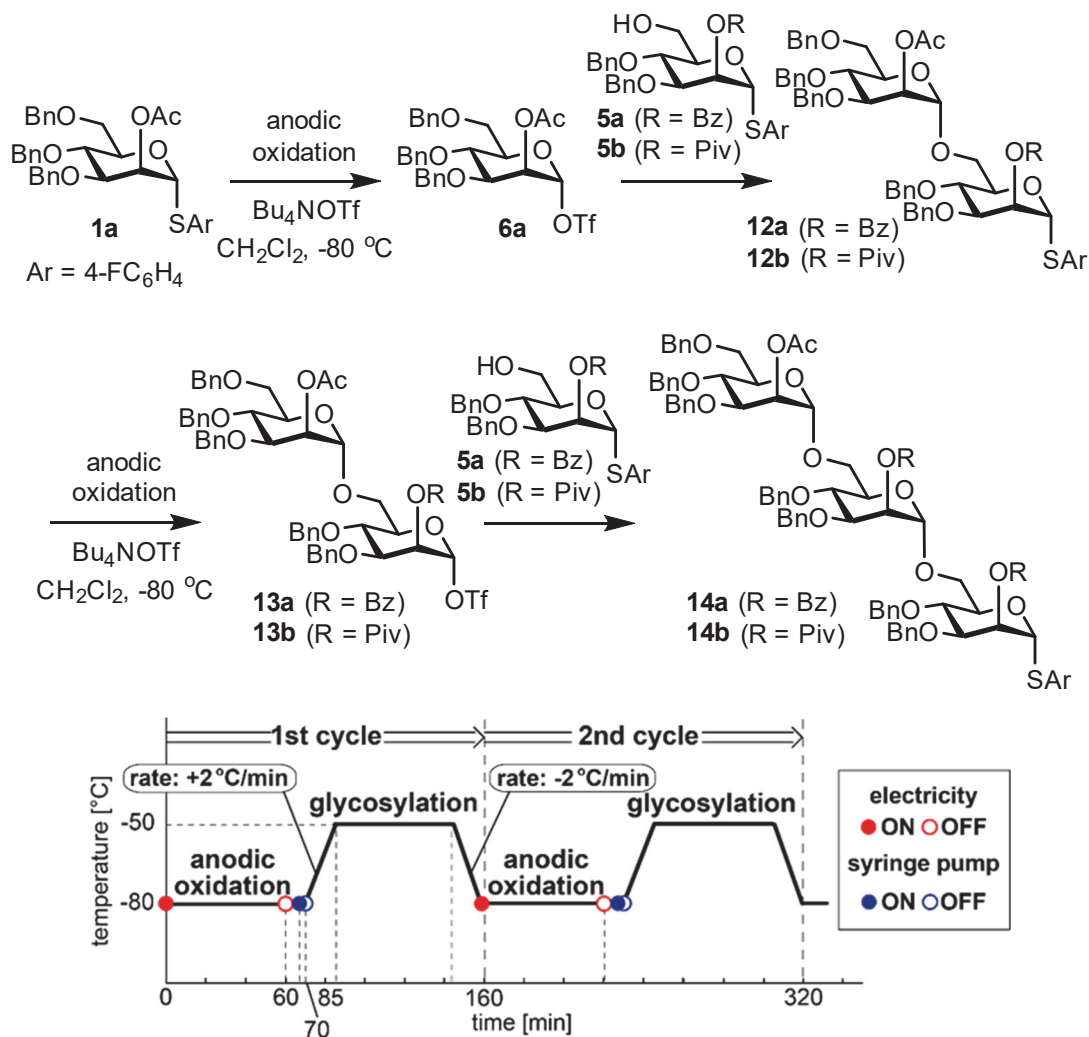 BnO
OAc
BnO
BnO
O
SAr
1a
Ar = 4-FC6H4
anodic
oxidation
Bu4NOTf
CH2Cl2, -80 °C
BnO
OAc
BnO
BnO
O
OTf
6a
HO
OR
BnO
BnO
O
SAr
5a (R = Bz)
5b (R = Piv)
BnO
OAc
BnO
BnO
O
O
OR
BnO
BnO
O
SAr
12a (R = Bz)
12b (R = Piv)
anodic
oxidation
Bu4NOTf
CH2Cl2, -80 °C
BnO
OAc
BnO
BnO
O
O
OR
BnO
BnO
O
OTf
13a (R = Bz)
13b (R = Piv)
HO
OR
BnO
BnO
O
SAr
5a (R = Bz)
5b (R = Piv)
BnO
OAc
BnO
BnO
O
O
OR
BnO
BnO
O
O
OR
BnO
BnO
O
SAr
14a (R = Bz)
14b (R = Piv)
1st cycle
2nd cycle
rate: +2 °C/min
rate: -2 °C/min
glycosylation
glycosylation
anodic
oxidation
anodic
oxidation
temperature [°C]
-50
-80
0
60
85
160
320
70
time [min]
electricity
ON OFF
syringe pump
ON OFF